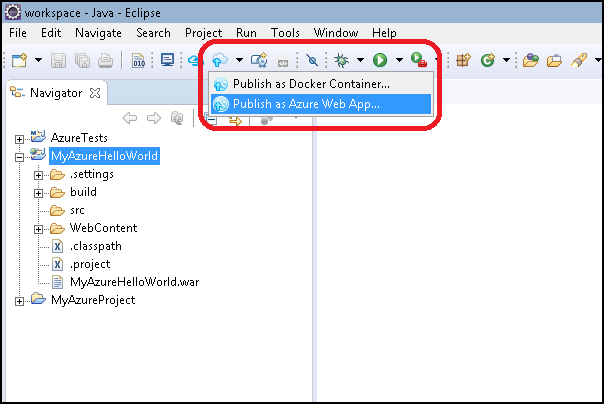 workspace - Java - Eclipse
File Edit Navigate Search Project Run Tools Window Help
010
Publish as Docker Container...
Navigator
Publish as Azure Web App...
AzureTests
MyAzureHelloWorld
.settings
build
src
WebContent
.classpath
.project
MyAzureHelloWorld.war
MyAzureProject